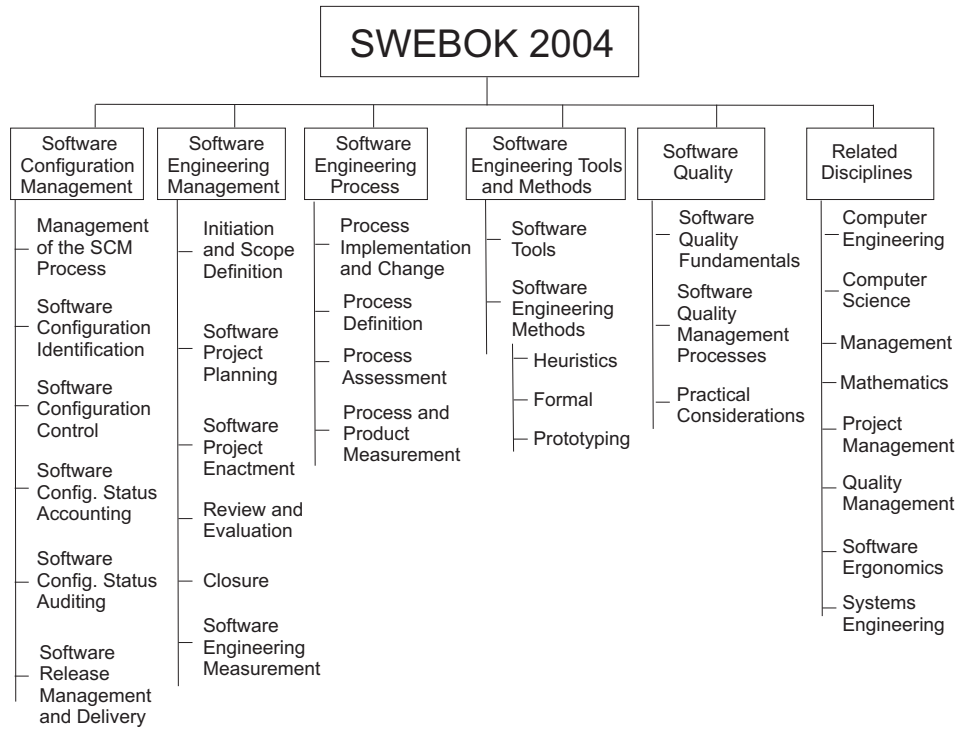 SWEBOK 2004
Software
Configuration
Management
Software
Engineering
Management
Software
Engineering
Process
Software
Engineering Tools
and Methods
Software
Quality
Related
Disciplines
Management
of the SCM
Process
Software
Configuration
Identification
Software
Configuration
Control
Software
Config. Status
Accounting
Software
Config. Status
Auditing
Software
Release
Management
and Delivery
Initiation
and Scope
Definition
Software
Project
Planning
Software
Project
Enactment
Review and
Evaluation
Closure
Software
Engineering
Measurement
Process
Implementation
and Change
Process
Definition
Process
Assessment
Process and
Product
Measurement
Software
Tools
Software
Engineering
Methods
Heuristics
Formal
Prototyping
Software
Quality
Fundamentals
Software
Quality
Management
Processes
Practical
Considerations
Computer
Engineering
Computer
Science
Management
Mathematics
Project
Management
Quality
Management
Software
Ergonomics
Systems
Engineering